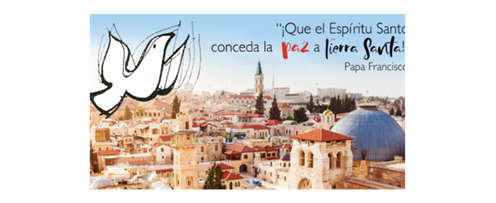 “¡Que el Espíritu Santo
conceda la paz a Tierra Santa!
Papa Francisco